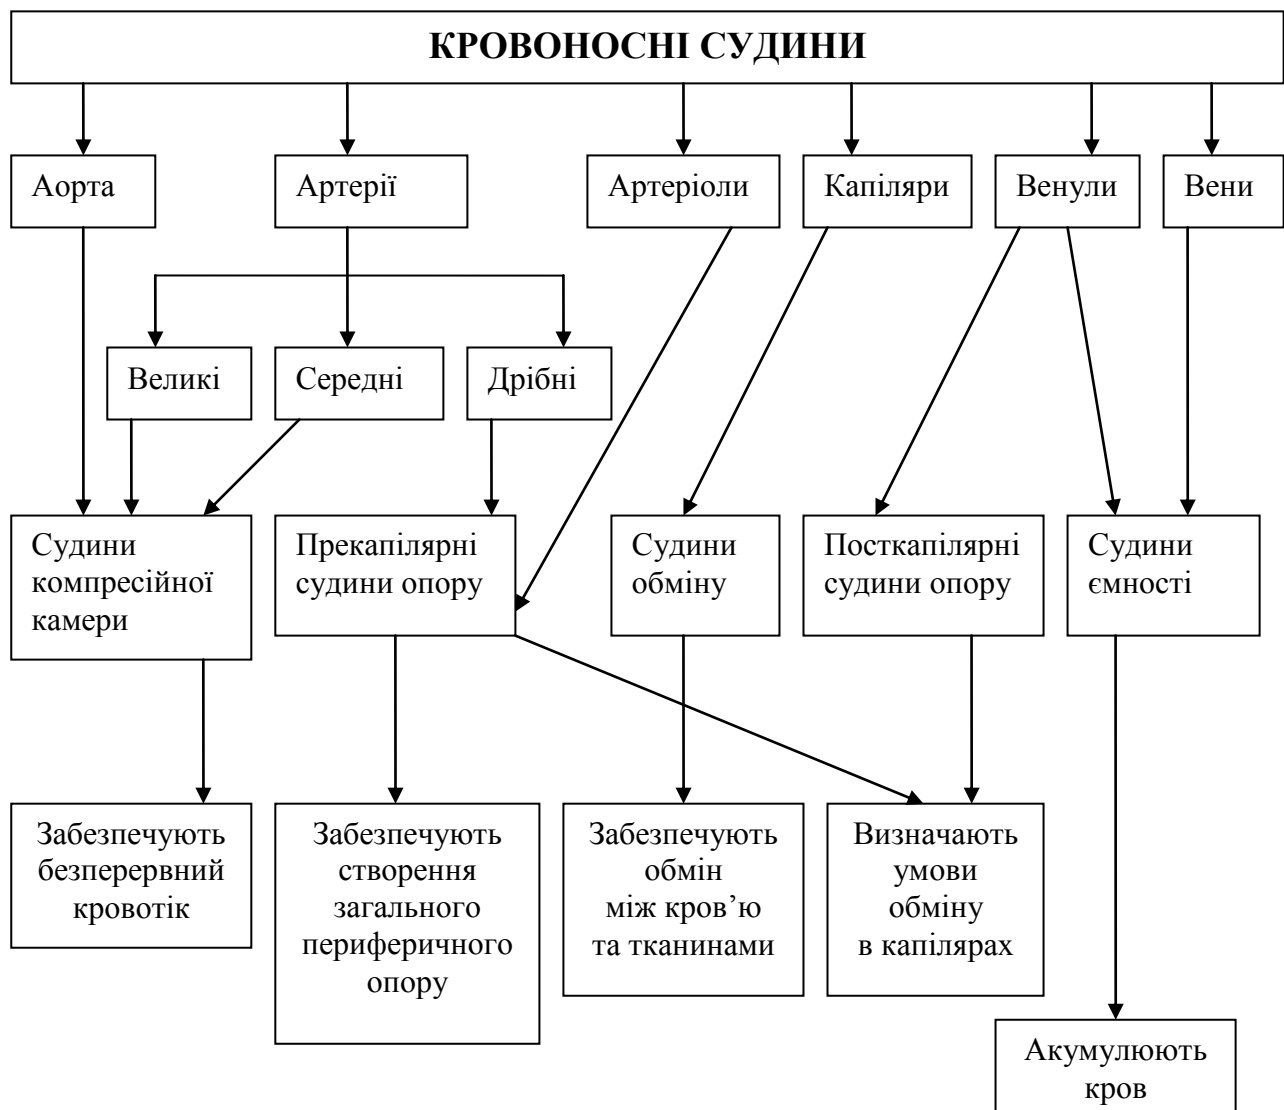 КРОВОНОСНІ СУДИНИ
Аорта
Артерії
Артеріоли
Капіляри
Венули
Вени
Великі
Середні
Дрібні
Судини
компресійної
камери
Прекапілярні
судини опору
Судини
обміну
Посткапілярні
судини опору
Судини
ємності
Забезпечують
безперервний
кровотік
Забезпечують
створення
загального
периферичного
опору
Забезпечують
обмін
між кров’ю
та тканинами
Визначають
умови
обміну
в капілярах
Акумулюють
кров